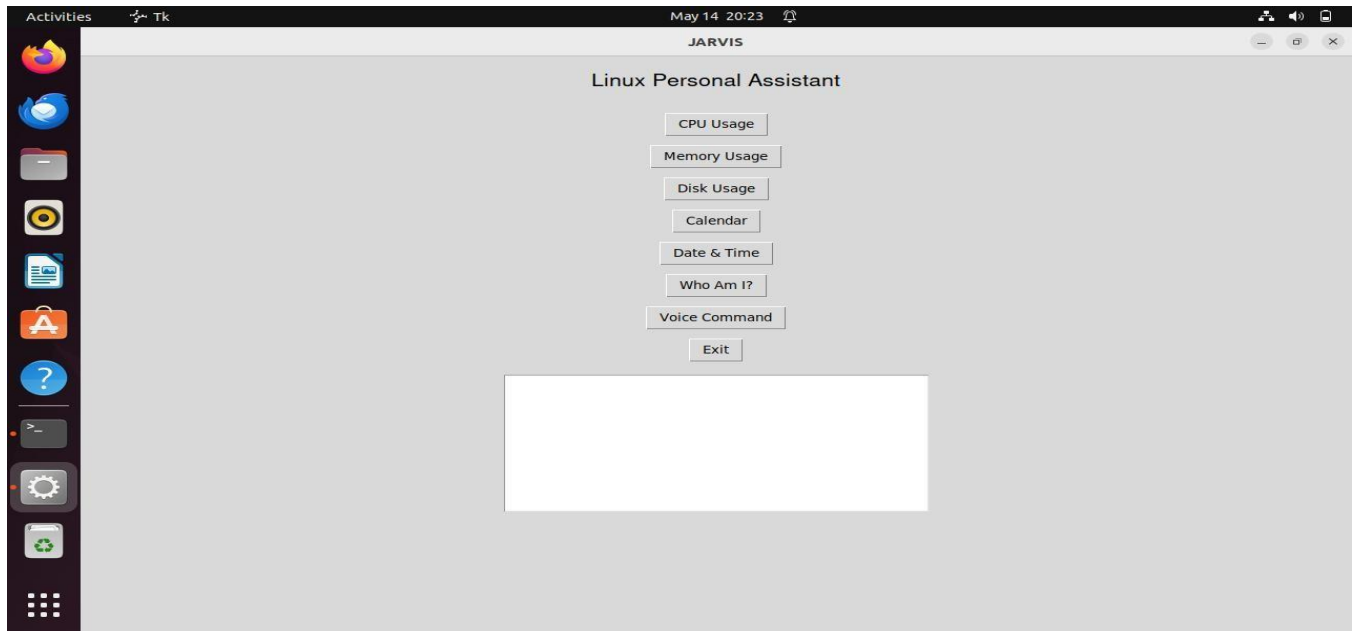 Activities Tk May 14 20:23
JARVIS
Linux Personal Assistant
CPU Usage
Memory Usage
Disk Usage
Calendar
Date & Time
Who Am I?
Voice Command
Exit